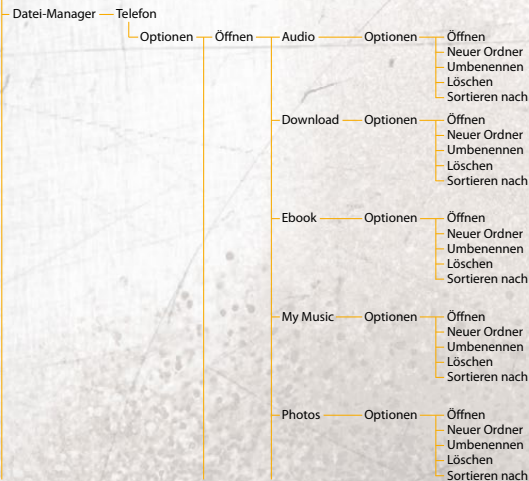 Datei-Manager Telefon
Optionen Öffnen Audio Optionen Öffnen
Neuer Ordner
Umbenennen
Löschen
Sortieren nach
Download Optionen Öffnen
Neuer Ordner
Umbenennen
Löschen
Sortieren nach
Ebook Optionen Öffnen
Neuer Ordner
Umbenennen
Löschen
Sortieren nach
My Music Optionen Öffnen
Neuer Ordner
Umbenennen
Löschen
Sortieren nach
Photos Optionen Öffnen
Neuer Ordner
Umbenennen
Löschen
Sortieren nach